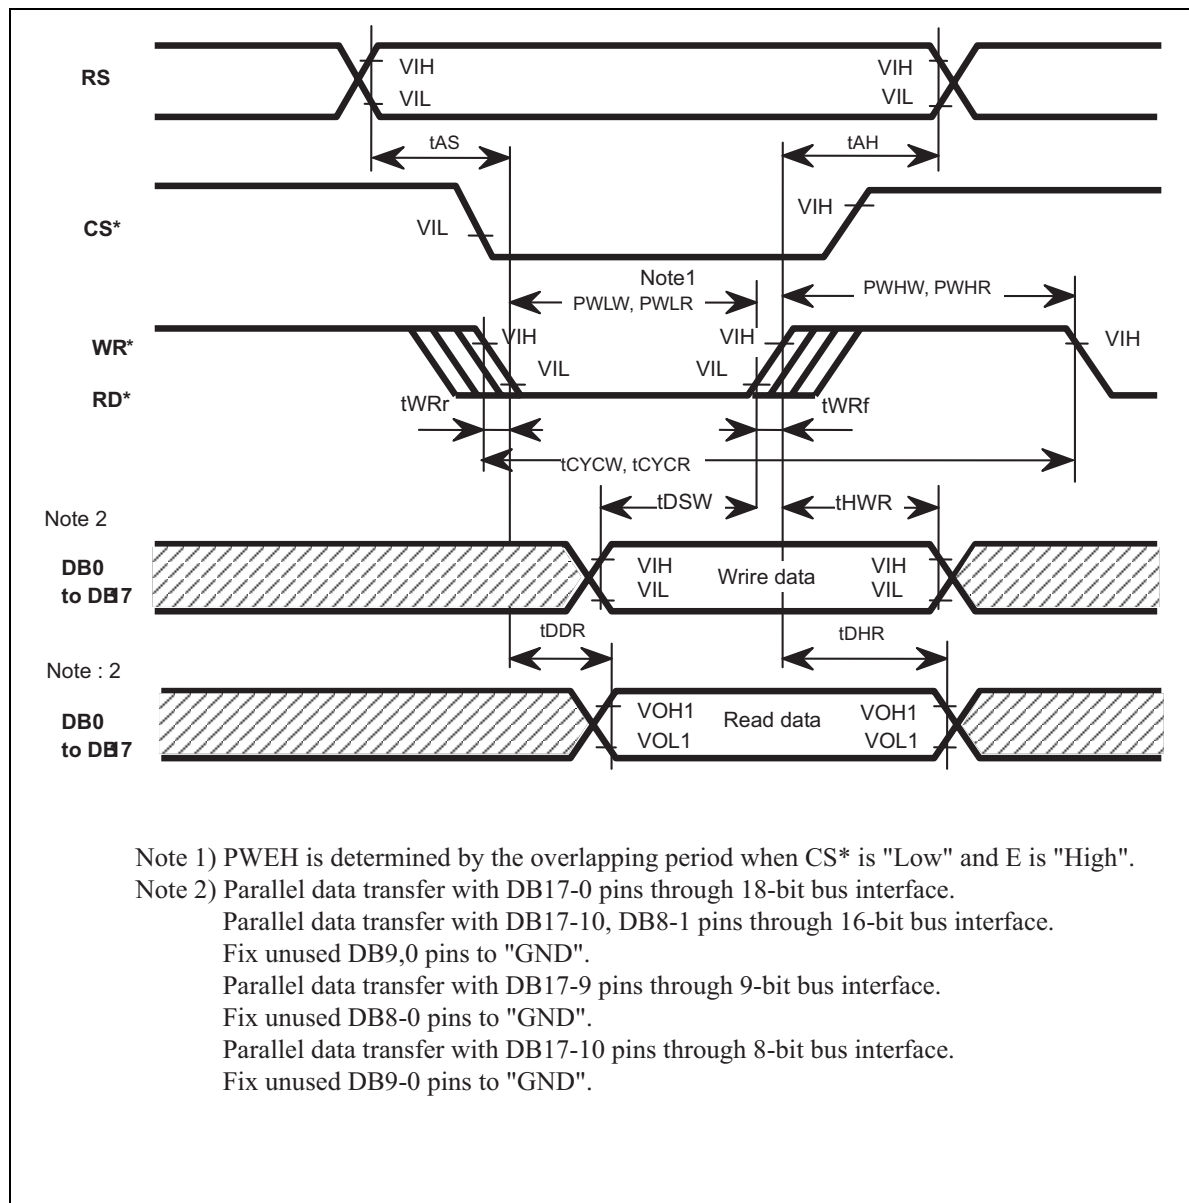 RS
VIH
VIH
VIL
VIL
tAS
tAH
CS*
VIL
VIH
Note1
PWLW, PWLR
PWHW, PWHR
WR*
VIH
VIH
VIH
VIL
VIL
RD*
tWRr
tWRf
tCYCW, tCYCR
tDSW
tHWR
Note 2
DB0
to DB17
VIH
Wrire data
VIH
VIL
VIL
tDDR
tDHR
Note : 2
DB0
to DB17
VOH1
Read data
VOH1
VOL1
VOL1
Note 1) PWEH is determined by the overlapping period when CS* is "Low" and E is "High".
Note 2) Parallel data transfer with DB17-0 pins through 18-bit bus interface.
Parallel data transfer with DB17-10, DB8-1 pins through 16-bit bus interface.
Fix unused DB9,0 pins to "GND".
Parallel data transfer with DB17-9 pins through 9-bit bus interface.
Fix unused DB8-0 pins to "GND".
Parallel data transfer with DB17-10 pins through 8-bit bus interface.
Fix unused DB9-0 pins to "GND".